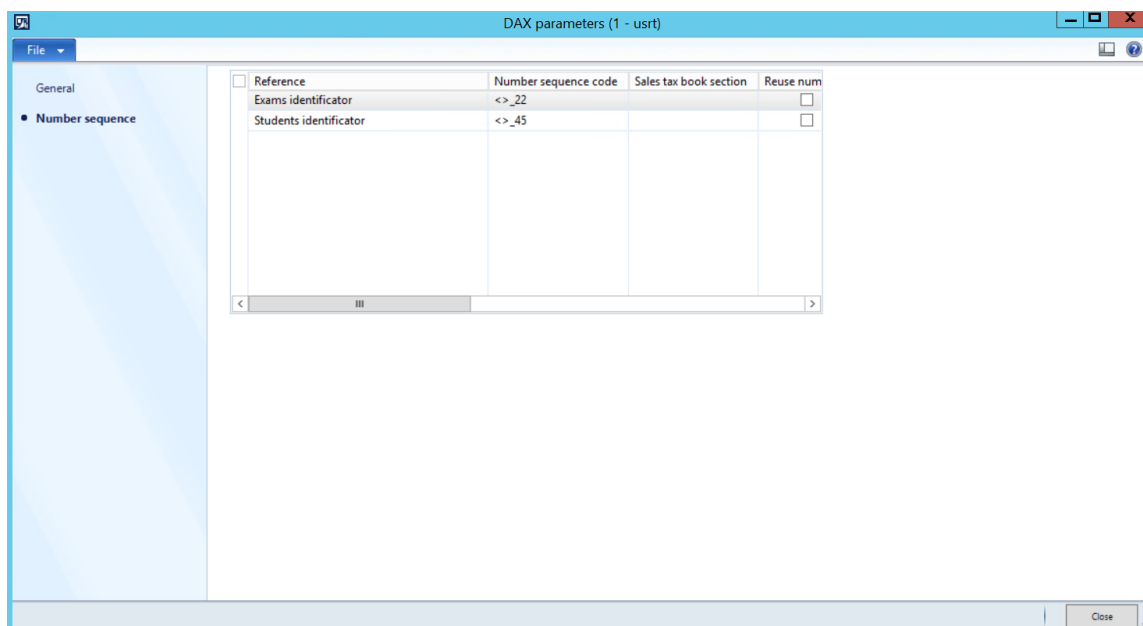 DAX parameters (1 - usrt)
File
General
Number sequence
Reference Number sequence code Sales tax book section Reuse num
Exams identificator <>_22
Students identificator <>_45
Close